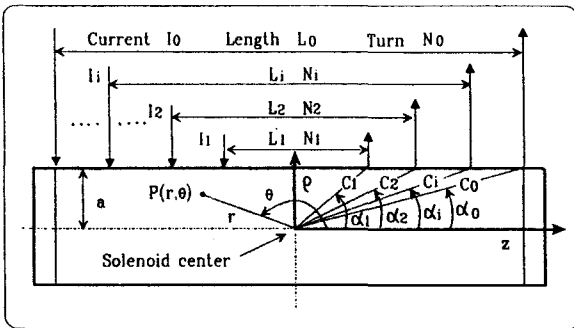 Current I0 Length L0 Turn N0
Ii Li Ni
I2 L2 N2
.... ....
I1 L1 N1
P(r,θ) θ ρ C1 C2 Ci C0
a r α1 α2 αi α0
z
Solenoid center